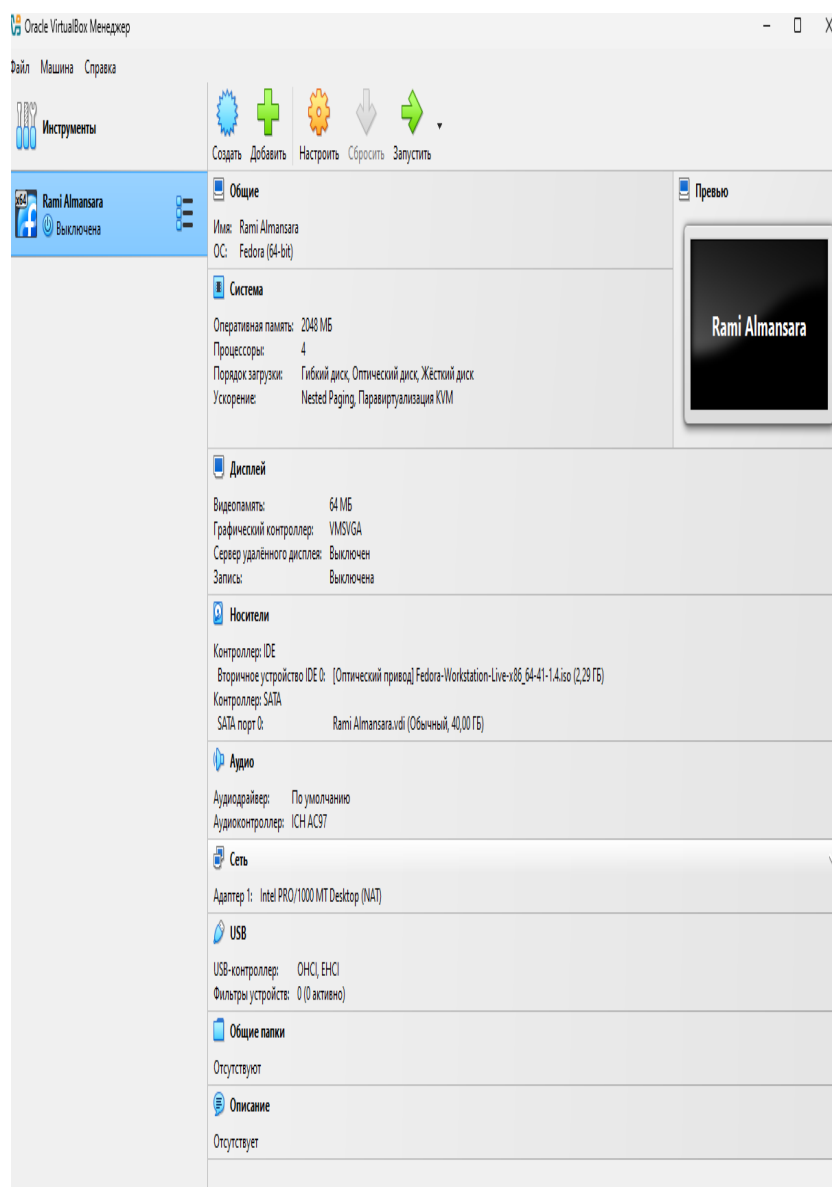 Oracle VirtualBox Менеджер
Файл Машина Справка
Инструменты
Создать Добавить Настроить Сбросить Запустить
x64
Rami Almansara
Выключена
Общие
Имя: Rami Almansara
ОС: Fedora (64-bit)
Превью
Rami Almansara
Система
Оперативная память: 2048 МБ
Процессоры: 4
Порядок загрузки: Гибкий диск, Оптический диск, Жёсткий диск
Ускорение: Nested Paging, Паравиртуализация KVM
Дисплей
Видеопамять: 64 МБ
Графический контроллер: VMSVGA
Сервер удалённого дисплея: Выключен
Запись: Выключена
Носители
Контроллер: IDE
Вторичное устройство IDE 0: [Оптический привод] Fedora-Workstation-Live-x86_64-41-1.4.iso (2,29 ГБ)
Контроллер: SATA
SATA порт 0: Rami Almansara.vdi (Обычный, 40,00 ГБ)
Аудио
Аудиодрайвер: По умолчанию
Аудиоконтроллер: ICH AC97
Сеть
Адаптер 1: Intel PRO/1000 MT Desktop (NAT)
USB
USB-контроллер: OHCI, EHCI
Фильтры устройств: 0 (0 активно)
Общие папки
Отсутствуют
Описание
Отсутствует